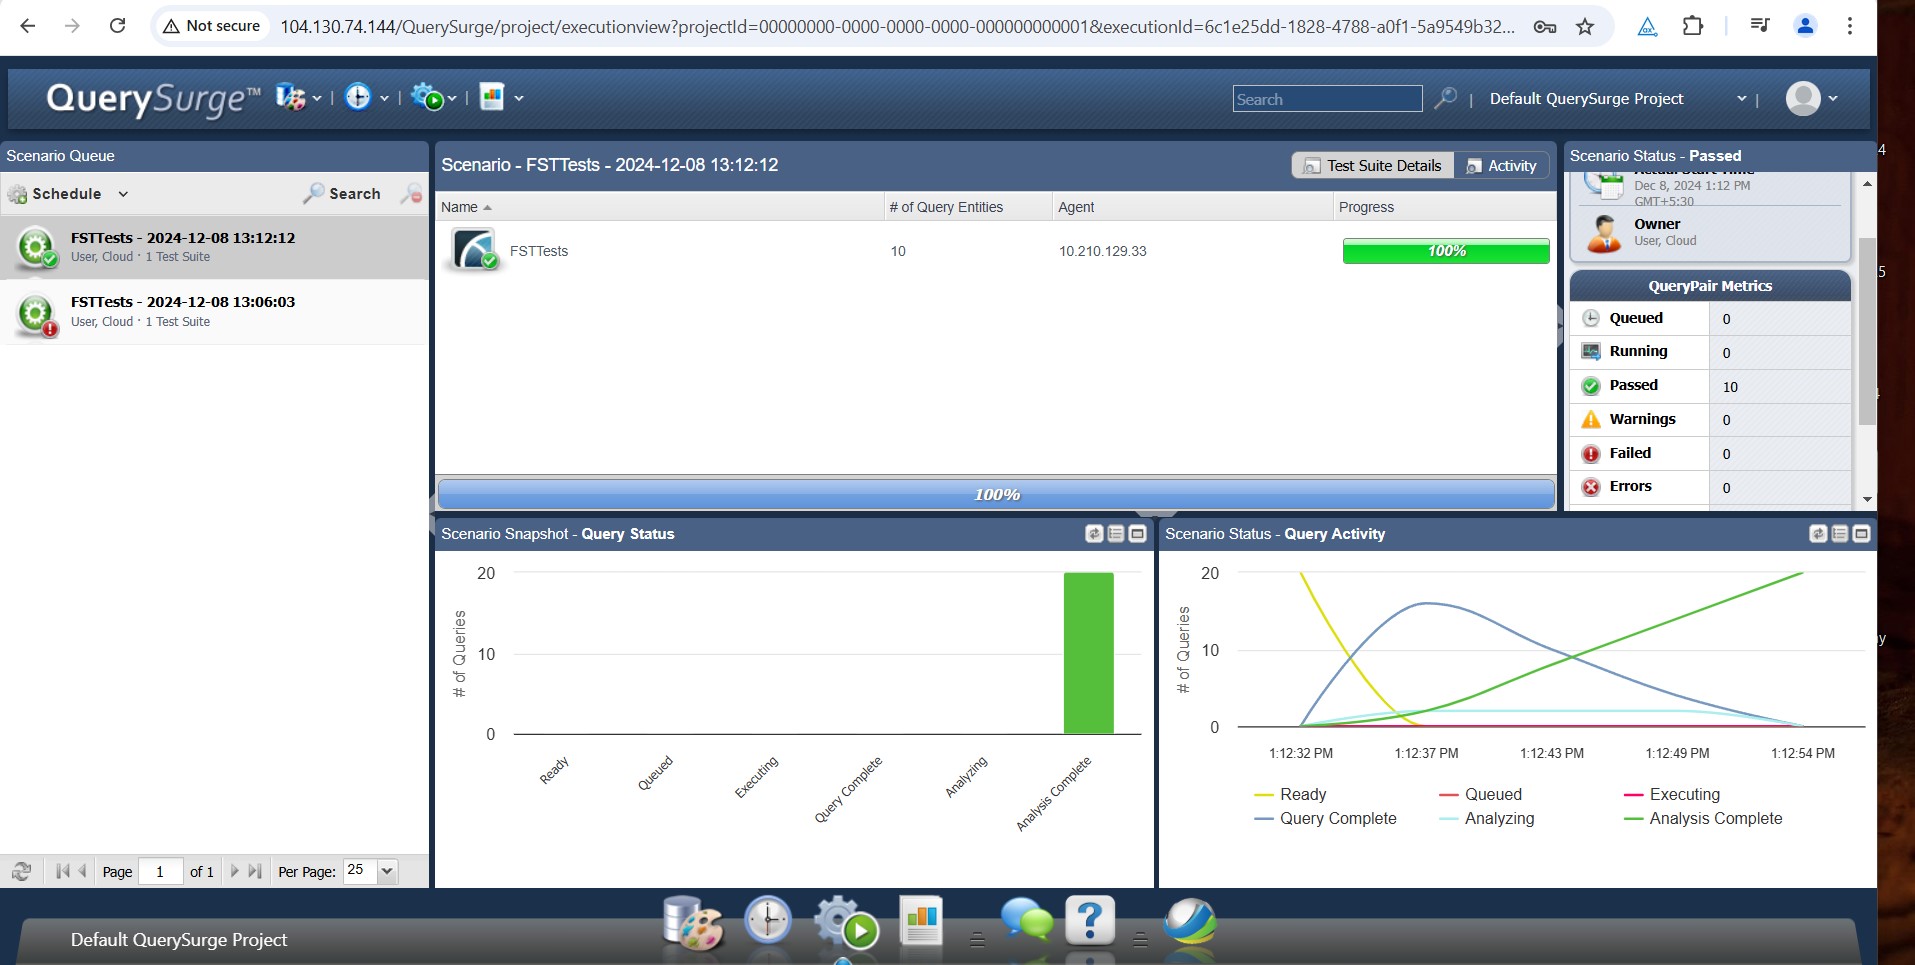 Not secure
104.130.74.144/QuerySurge/project/executionview?projectId=00000000-0000-0000-0000-000000000001&executionId=6c1e25dd-1828-4788-a0f1-5a9549b32...
QuerySurge™
Search
Default QuerySurge Project
Scenario Queue
Schedule
Search
FSTTests - 2024-12-08 13:12:12
User, Cloud · 1 Test Suite
FSTTests - 2024-12-08 13:06:03
User, Cloud · 1 Test Suite
Page 1 of 1 Per Page: 25
Scenario - FSTTests - 2024-12-08 13:12:12
Test Suite Details
Activity
Name # of Query Entities Agent Progress
FSTTests 10 10.210.129.33 100%
100%
Scenario Status - Passed
Actual Start Time
Dec 8, 2024 1:12 PM
GMT+5:30
Owner
User, Cloud
QueryPair Metrics
Queued 0
Running 0
Passed 10
Warnings 0
Failed 0
Errors 0
Scenario Snapshot - Query Status
20
10
0
# of Queries
Ready
Queued
Executing
Query Complete
Analyzing
Analysis Complete
Scenario Status - Query Activity
20
10
0
# of Queries
1:12:32 PM 1:12:37 PM 1:12:43 PM 1:12:49 PM 1:12:54 PM
Ready Queued Executing
Query Complete Analyzing Analysis Complete
Default QuerySurge Project